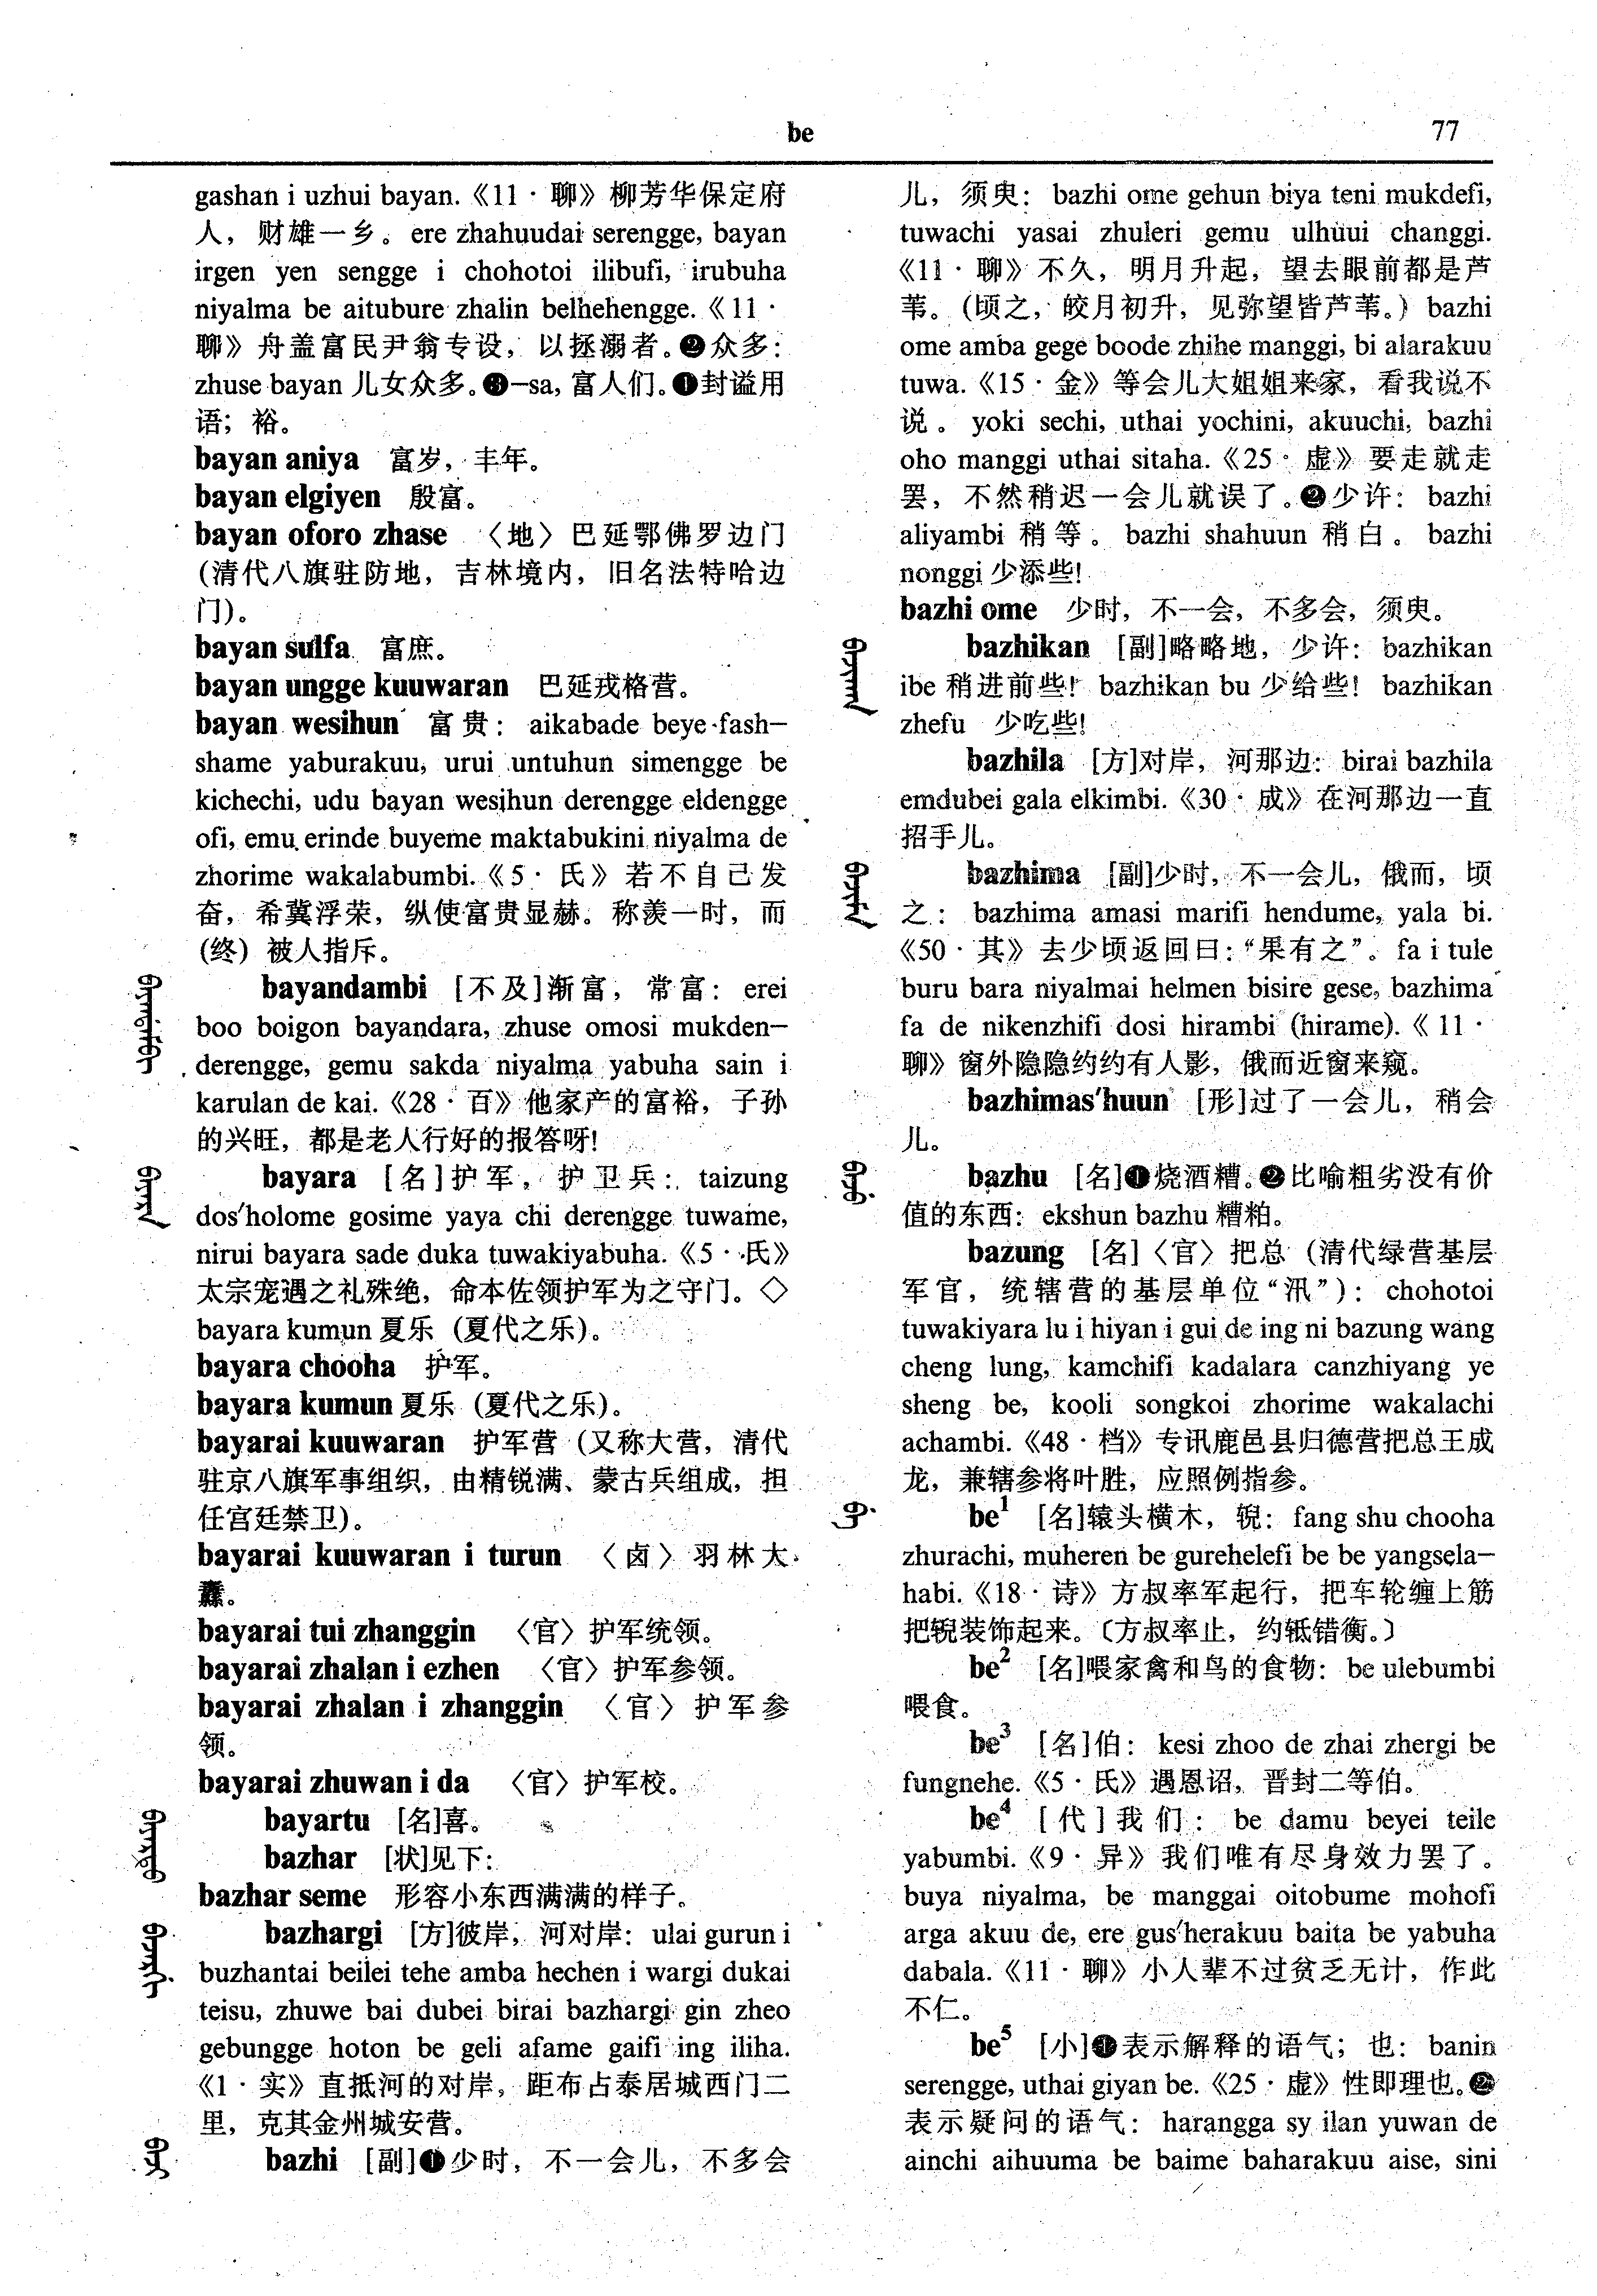 be
77
gashan i uzhui bayan.《11·聊》柳芳华保定府
人，财雄一乡。ere zhahuudai serengge, bayan
irgen yen sengge i chohotoi ilibufi, irubuha
niyalma be aitubure zhalin belhehengge.《11·
聊》舟盖富民尹翁专设，以拯溺者。❷众多：
zhuse bayan 儿女众多。❸-sa, 富人们。❶封谥用
语；裕。
bayan aniya 富岁，丰年。
bayan elgiyen 殷富。
bayan oforo zhase 〈地〉巴延鄂佛罗边门
(清代八旗驻防地，吉林境内，旧名法特哈边
门)。
bayan sulfa 富庶。
bayan ungge kuuwaran 巴延戎格营。
bayan wesihun 富贵：aikabade beye fash-
shame yaburakuu, urui untuhun simengge be
kichechi, udu bayan wesihun derengge eldengge
ofi, emu erinde buyeme maktabukini niyalma de
zhorime wakalabumbi.《5·氏》若不自己发
奋，希冀浮荣，纵使富贵显赫。称羡一时，而
(终) 被人指斥。
bayandambi [不及]渐富，常富：erei
boo boigon bayandara, zhuse omosi mukden-
derengge, gemu sakda niyalma yabuha sain i
karulan de kai.《28·百》他家产的富裕，子孙
的兴旺，都是老人行好的报答呀!
bayara [名]护军，护卫兵：taizung
dos'holome gosime yaya chi derengge tuwame,
nirui bayara sade duka tuwakiyabuha.《5·氏》
太宗宠遇之礼殊绝，命本佐领护军为之守门。◇
bayara kumun 夏乐 (夏代之乐)。
bayara chooha 护军。
bayara kumun 夏乐 (夏代之乐)。
bayarai kuuwaran 护军营 (又称大营，清代
驻京八旗军事组织，由精锐满、蒙古兵组成，担
任宫廷禁卫)。
bayarai kuuwaran i turun 〈卤〉羽林大
纛。
bayarai tui zhanggin 〈官〉护军统领。
bayarai zhalan i ezhen 〈官〉护军参领。
bayarai zhalan i zhanggin 〈官〉护军参
领。
bayarai zhuwan i da 〈官〉护军校。
bayartu [名]喜。
bazhar [状]见下：
bazhar seme 形容小东西满满的样子。
bazhargi [方]彼岸，河对岸：ulai gurun i
buzhantai beilei tehe amba hechen i wargi dukai
teisu, zhuwe bai dubei birai bazhargi gin zheo
gebungge hoton be geli afame gaifi ing iliha.
《1·实》直抵河的对岸，距布占泰居城西门二
里，克其金州城安营。
bazhi [副]❶少时，不一会儿，不多会
儿，须臾：bazhi ome gehun biya teni mukdefi,
tuwachi yasai zhuleri gemu ulhuui changgi.
《11·聊》不久，明月升起，望去眼前都是芦
苇。(顷之，皎月初升，见弥望皆芦苇。) bazhi
ome amba gege boode zhihe manggi, bi alarakuu
tuwa.《15·金》等会儿大姐姐来家，看我说不
说。yoki sechi, uthai yochini, akuuchi, bazhi
oho manggi uthai sitaha.《25·虚》要走就走
罢，不然稍迟一会儿就误了。❷少许：bazhi
aliyambi 稍等。bazhi shahuun 稍白。bazhi
nonggi 少添些!
bazhi ome 少时，不一会，不多会，须臾。
bazhikan [副]略略地，少许：bazhikan
ibe 稍进前些! bazhikan bu 少给些! bazhikan
zhefu 少吃些!
bazhila [方]对岸，河那边：birai bazhila
emdubei gala elkimbi.《30·成》在河那边一直
招手儿。
bazhima [副]少时，不一会儿，俄而，顷
之：bazhima amasi marifi hendume, yala bi.
《50·其》去少顷返回曰：“果有之”。fa i tule
buru bara niyalmai helmen bisire gese, bazhima
fa de nikenzhifi dosi hirambi (hirame).《11·
聊》窗外隐隐约约有人影，俄而近窗来窥。
bazhimas'huun [形]过了一会儿，稍会
儿。
bazhu [名]❶烧酒糟。❷比喻粗劣没有价
值的东西：ekshun bazhu 糟粕。
bazung [名]〈官〉把总 (清代绿营基层
军官，统辖营的基层单位“汛”)：chohotoi
tuwakiyara lu i hiyan i gui de ing ni bazung wang
cheng lung, kamchifi kadalara canzhiyang ye
sheng be, kooli songkoi zhorime wakalachi
achambi.《48·档》专讯鹿邑县归德营把总王成
龙，兼辖参将叶胜，应照例指参。
be¹ [名]辕头横木，𫐐：fang shu chooha
zhurachi, muheren be gurehelefi be be yangsela-
habi.《18·诗》方叔率军起行，把车轮缠上筋
把𫐐装饰起来。〔方叔率止，约軧错衡。〕
be² [名]喂家禽和鸟的食物：be ulebumbi
喂食。
be³ [名]伯：kesi zhoo de zhai zhergi be
fungnehe.《5·氏》遇恩诏，晋封二等伯。
be⁴ [代]我们：be damu beyei teile
yabumbi.《9·异》我们唯有尽身效力罢了。
buya niyalma, be manggai oitobume mohofi
arga akuu de, ere gus'herakuu baita be yabuha
dabala.《11·聊》小人辈不过贫乏无计，作此
不仁。
be⁵ [小]❶表示解释的语气；也：banin
serengge, uthai giyan be.《25·虚》性即理也。❷
表示疑问的语气：harangga sy ilan yuwan de
ainchi aihuuma be baime baharakuu aise, sini